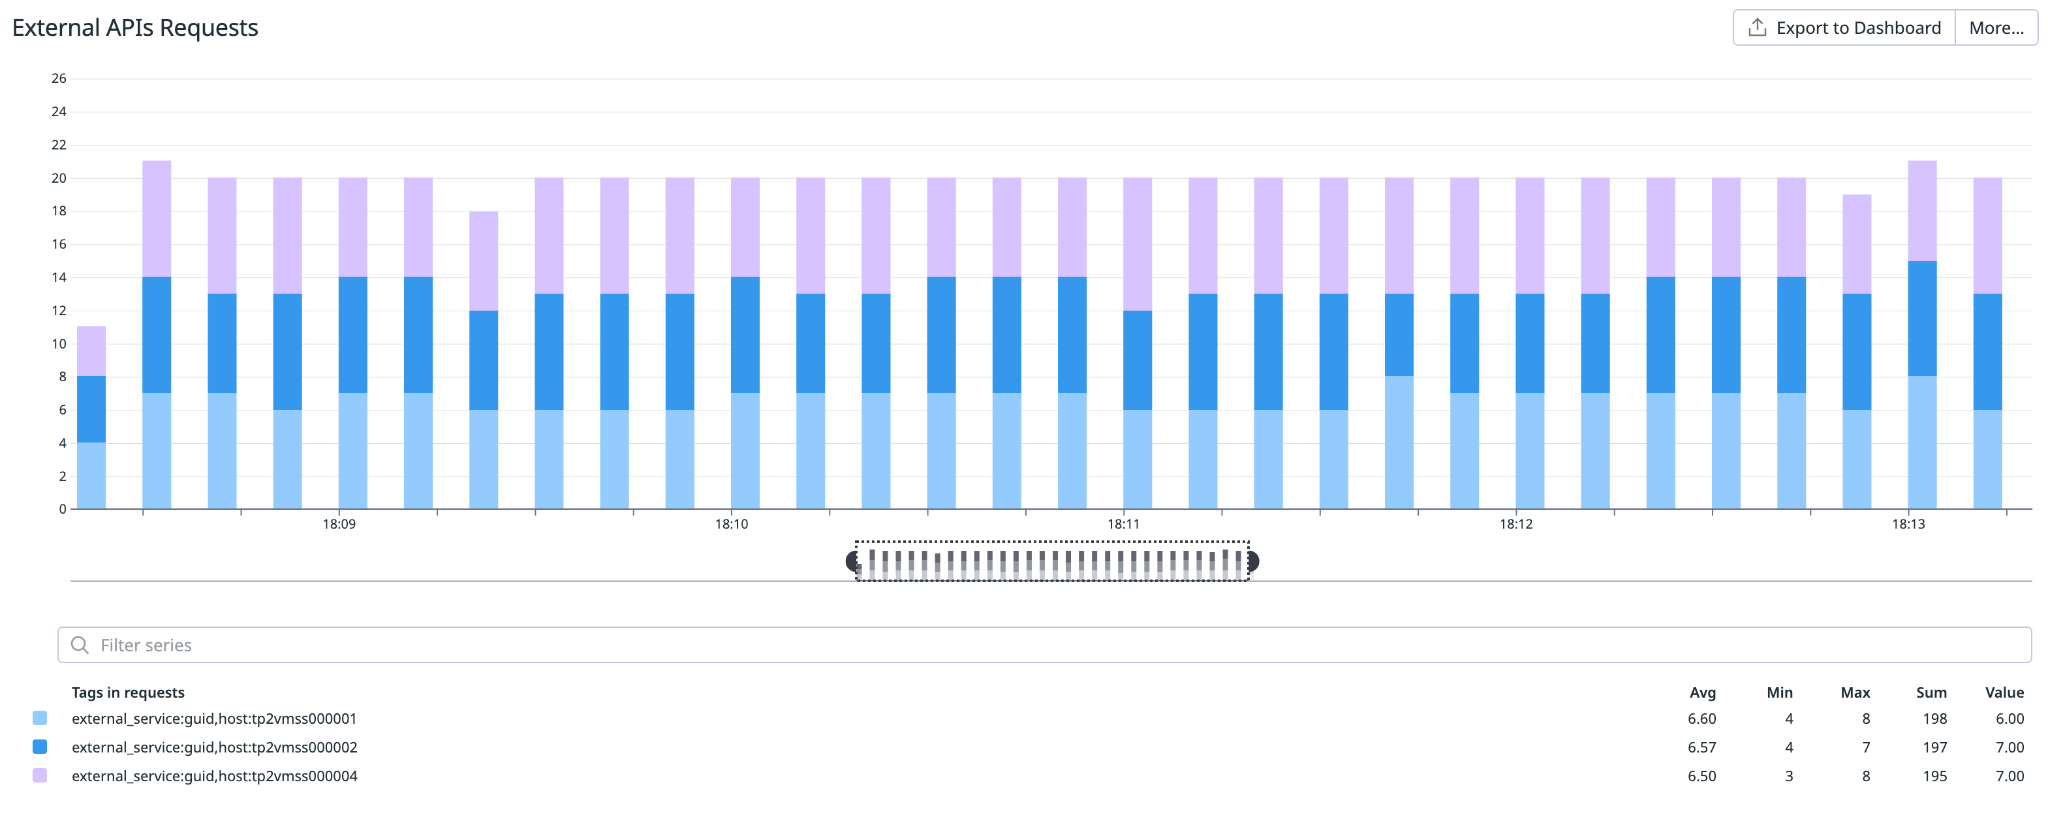 External APIs Requests
Export to Dashboard
More...
26
24
22
20
18
16
14
12
10
8
6
4
2
0
18:09 18:10 18:11 18:12 18:13
Filter series
Tags in requests Avg Min Max Sum Value
external_service:guid,host:tp2vmss000001 6.60 4 8 198 6.00
external_service:guid,host:tp2vmss000002 6.57 4 7 197 7.00
external_service:guid,host:tp2vmss000004 6.50 3 8 195 7.00